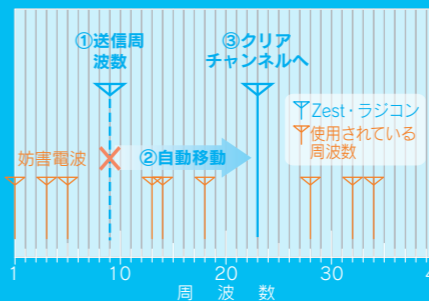 ①送信周
波数
③クリア
チャンネルへ
Zest・ラジコン
使用されている
周波数
妨害電波
②自動移動
1 10 20 30 4
周波数